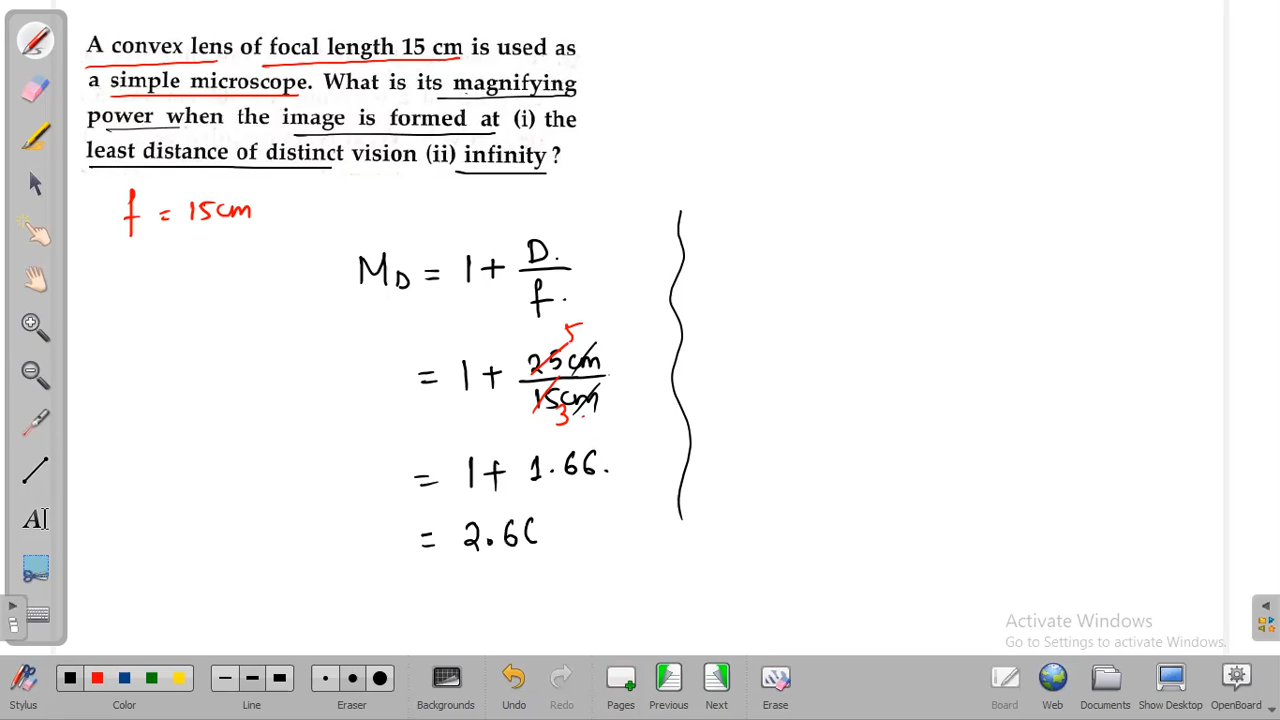 A convex lens of focal length 15 cm is used as
a simple microscope. What is its magnifying
power when the image is formed at (i) the
least distance of distinct vision (ii) infinity ?
f = 15cm
M_D = 1 + D/f
5
= 1 + 25cm/15cm
3
= 1 + 1.66.
= 2.6
Activate Windows
Go to Settings to activate Windows.
Stylus Color Line Eraser Backgrounds Undo Redo Pages Previous Next Erase Board Web Documents Show Desktop OpenBoard